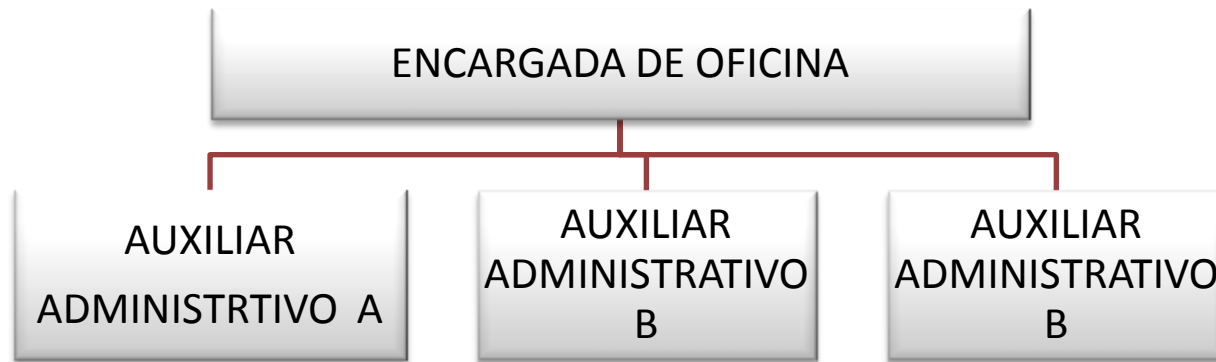 ENCARGADA DE OFICINA
AUXILIAR
ADMINISTRTIVO A
AUXILIAR
ADMINISTRATIVO
B
AUXILIAR
ADMINISTRATIVO
B